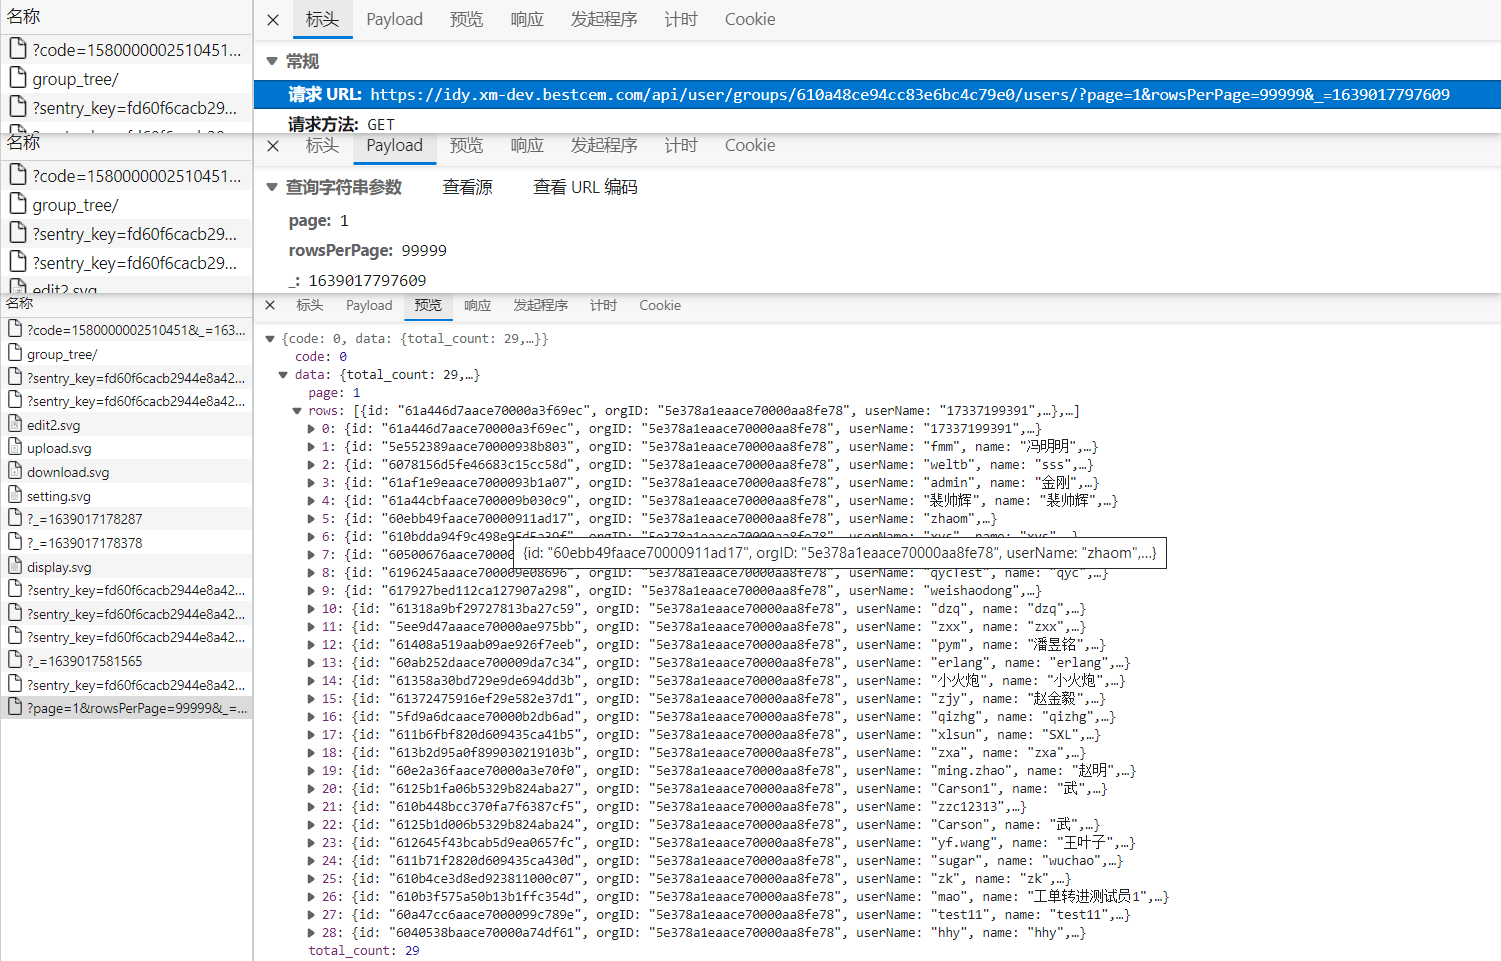 名称
标头 Payload 预览 响应 发起程序 计时 Cookie
?code=1580000002510451...
常规
group_tree/
请求 URL: https://idy.xm-dev.bestcem.com/api/user/groups/610a48ce94cc83e6bc4c79e0/users/?page=1&rowsPerPage=99999&_=1639017797609
?sentry_key=fd60f6cacb29...
请求方法: GET
名称
标头 Payload 预览 响应 发起程序 计时 Cookie
?code=1580000002510451...
查询字符串参数 查看源 查看 URL 编码
group_tree/
page: 1
?sentry_key=fd60f6cacb29...
rowsPerPage: 99999
?sentry_key=fd60f6cacb29...
_: 1639017797609
edit2.svg
名称
标头 Payload 预览 响应 发起程序 计时 Cookie
?code=15800000002510451&_=163...
group_tree/
?sentry_key=fd60f6cacb2944e8a42...
?sentry_key=fd60f6cacb2944e8a42...
edit2.svg
upload.svg
download.svg
setting.svg
?_=1639017178287
?_=1639017178378
display.svg
?sentry_key=fd60f6cacb2944e8a42...
?sentry_key=fd60f6cacb2944e8a42...
?sentry_key=fd60f6cacb2944e8a42...
?_=1639017581565
?sentry_key=fd60f6cacb2944e8a42...
?page=1&rowsPerPage=99999&_=...
{code: 0, data: {total_count: 29,…}}
code: 0
data: {total_count: 29,…}
page: 1
rows: [{id: "61a446d7aace70000a3f69ec", orgID: "5e378a1eaace70000aa8fe78", userName: "17337199391",…},…]
0: {id: "61a446d7aace70000a3f69ec", orgID: "5e378a1eaace70000aa8fe78", userName: "17337199391",…}
1: {id: "5e552389aace70000938b803", orgID: "5e378a1eaace70000aa8fe78", userName: "fmm", name: "冯明明",…}
2: {id: "6078156d5fe46683c15cc58d", orgID: "5e378a1eaace70000aa8fe78", userName: "weltb", name: "sss",…}
3: {id: "61af1e9eaace7000093b1a07", orgID: "5e378a1eaace70000aa8fe78", userName: "admin", name: "金刚",…}
4: {id: "61a44cbfaace700009b030c9", orgID: "5e378a1eaace70000aa8fe78", userName: "裴帅辉", name: "裴帅辉",…}
5: {id: "60ebb49faace70000911ad17", orgID: "5e378a1eaace70000aa8fe78", userName: "zhaom",…}
6: {id: "610bdda94f9c498e95d5a39f", orgID: "5e378a1eaace70000aa8fe78", userName: "xys", name: "xys",…}
7: {id: "60500676aace70000
{id: "60ebb49faace70000911ad17", orgID: "5e378a1eaace70000aa8fe78", userName: "zhaom",…}
8: {id: "6196245aaace700009e08696", orgID: "5e378a1eaace70000aa8fe78", userName: "qycTest", name: "qyc",…}
9: {id: "617927bed112ca127907a298", orgID: "5e378a1eaace70000aa8fe78", userName: "weishaodong",…}
10: {id: "61318a9bf29727813ba27c59", orgID: "5e378a1eaace70000aa8fe78", userName: "dzq", name: "dzq",…}
11: {id: "5ee9d47aaace70000ae975bb", orgID: "5e378a1eaace70000aa8fe78", userName: "zxx", name: "zxx",…}
12: {id: "61408a519aab09ae926f7eeb", orgID: "5e378a1eaace70000aa8fe78", userName: "pym", name: "潘昱铭",…}
13: {id: "60ab252daace700009da7c34", orgID: "5e378a1eaace70000aa8fe78", userName: "erlang", name: "erlang",…}
14: {id: "61358a30bd729e9de694dd3b", orgID: "5e378a1eaace70000aa8fe78", userName: "小火炮", name: "小火炮",…}
15: {id: "61372475916ef29e582e37d1", orgID: "5e378a1eaace70000aa8fe78", userName: "zjy", name: "赵金毅",…}
16: {id: "5fd9a6dcaace70000b2db6ad", orgID: "5e378a1eaace70000aa8fe78", userName: "qizhg", name: "qizhg",…}
17: {id: "611b6fbf820d609435ca41b5", orgID: "5e378a1eaace70000aa8fe78", userName: "xlsun", name: "SXL",…}
18: {id: "613b2d95a0f899030219103b", orgID: "5e378a1eaace70000aa8fe78", userName: "zxa", name: "zxa",…}
19: {id: "60e2a36faace70000a3e70f0", orgID: "5e378a1eaace70000aa8fe78", userName: "ming.zhao", name: "赵明",…}
20: {id: "6125b1fa06b5329b824aba27", orgID: "5e378a1eaace70000aa8fe78", userName: "Carson1", name: "武",…}
21: {id: "610b448bcc370fa7f6387cf5", orgID: "5e378a1eaace70000aa8fe78", userName: "zzc12313",…}
22: {id: "6125b1d006b5329b824aba24", orgID: "5e378a1eaace70000aa8fe78", userName: "Carson", name: "武",…}
23: {id: "612645f43bcab5d9ea0657fc", orgID: "5e378a1eaace70000aa8fe78", userName: "yf.wang", name: "王叶子",…}
24: {id: "611b71f2820d609435ca430d", orgID: "5e378a1eaace70000aa8fe78", userName: "sugar", name: "wuchao",…}
25: {id: "610b4ce3d8ed923811000c07", orgID: "5e378a1eaace70000aa8fe78", userName: "zk", name: "zk",…}
26: {id: "610b3f575a50b13b1ffc354d", orgID: "5e378a1eaace70000aa8fe78", userName: "mao", name: "工单转进测试员1",…}
27: {id: "60a47cc6aace7000099c789e", orgID: "5e378a1eaace70000aa8fe78", userName: "test11", name: "test11",…}
28: {id: "6040538baace70000a74df61", orgID: "5e378a1eaace70000aa8fe78", userName: "hhy", name: "hhy",…}
total_count: 29